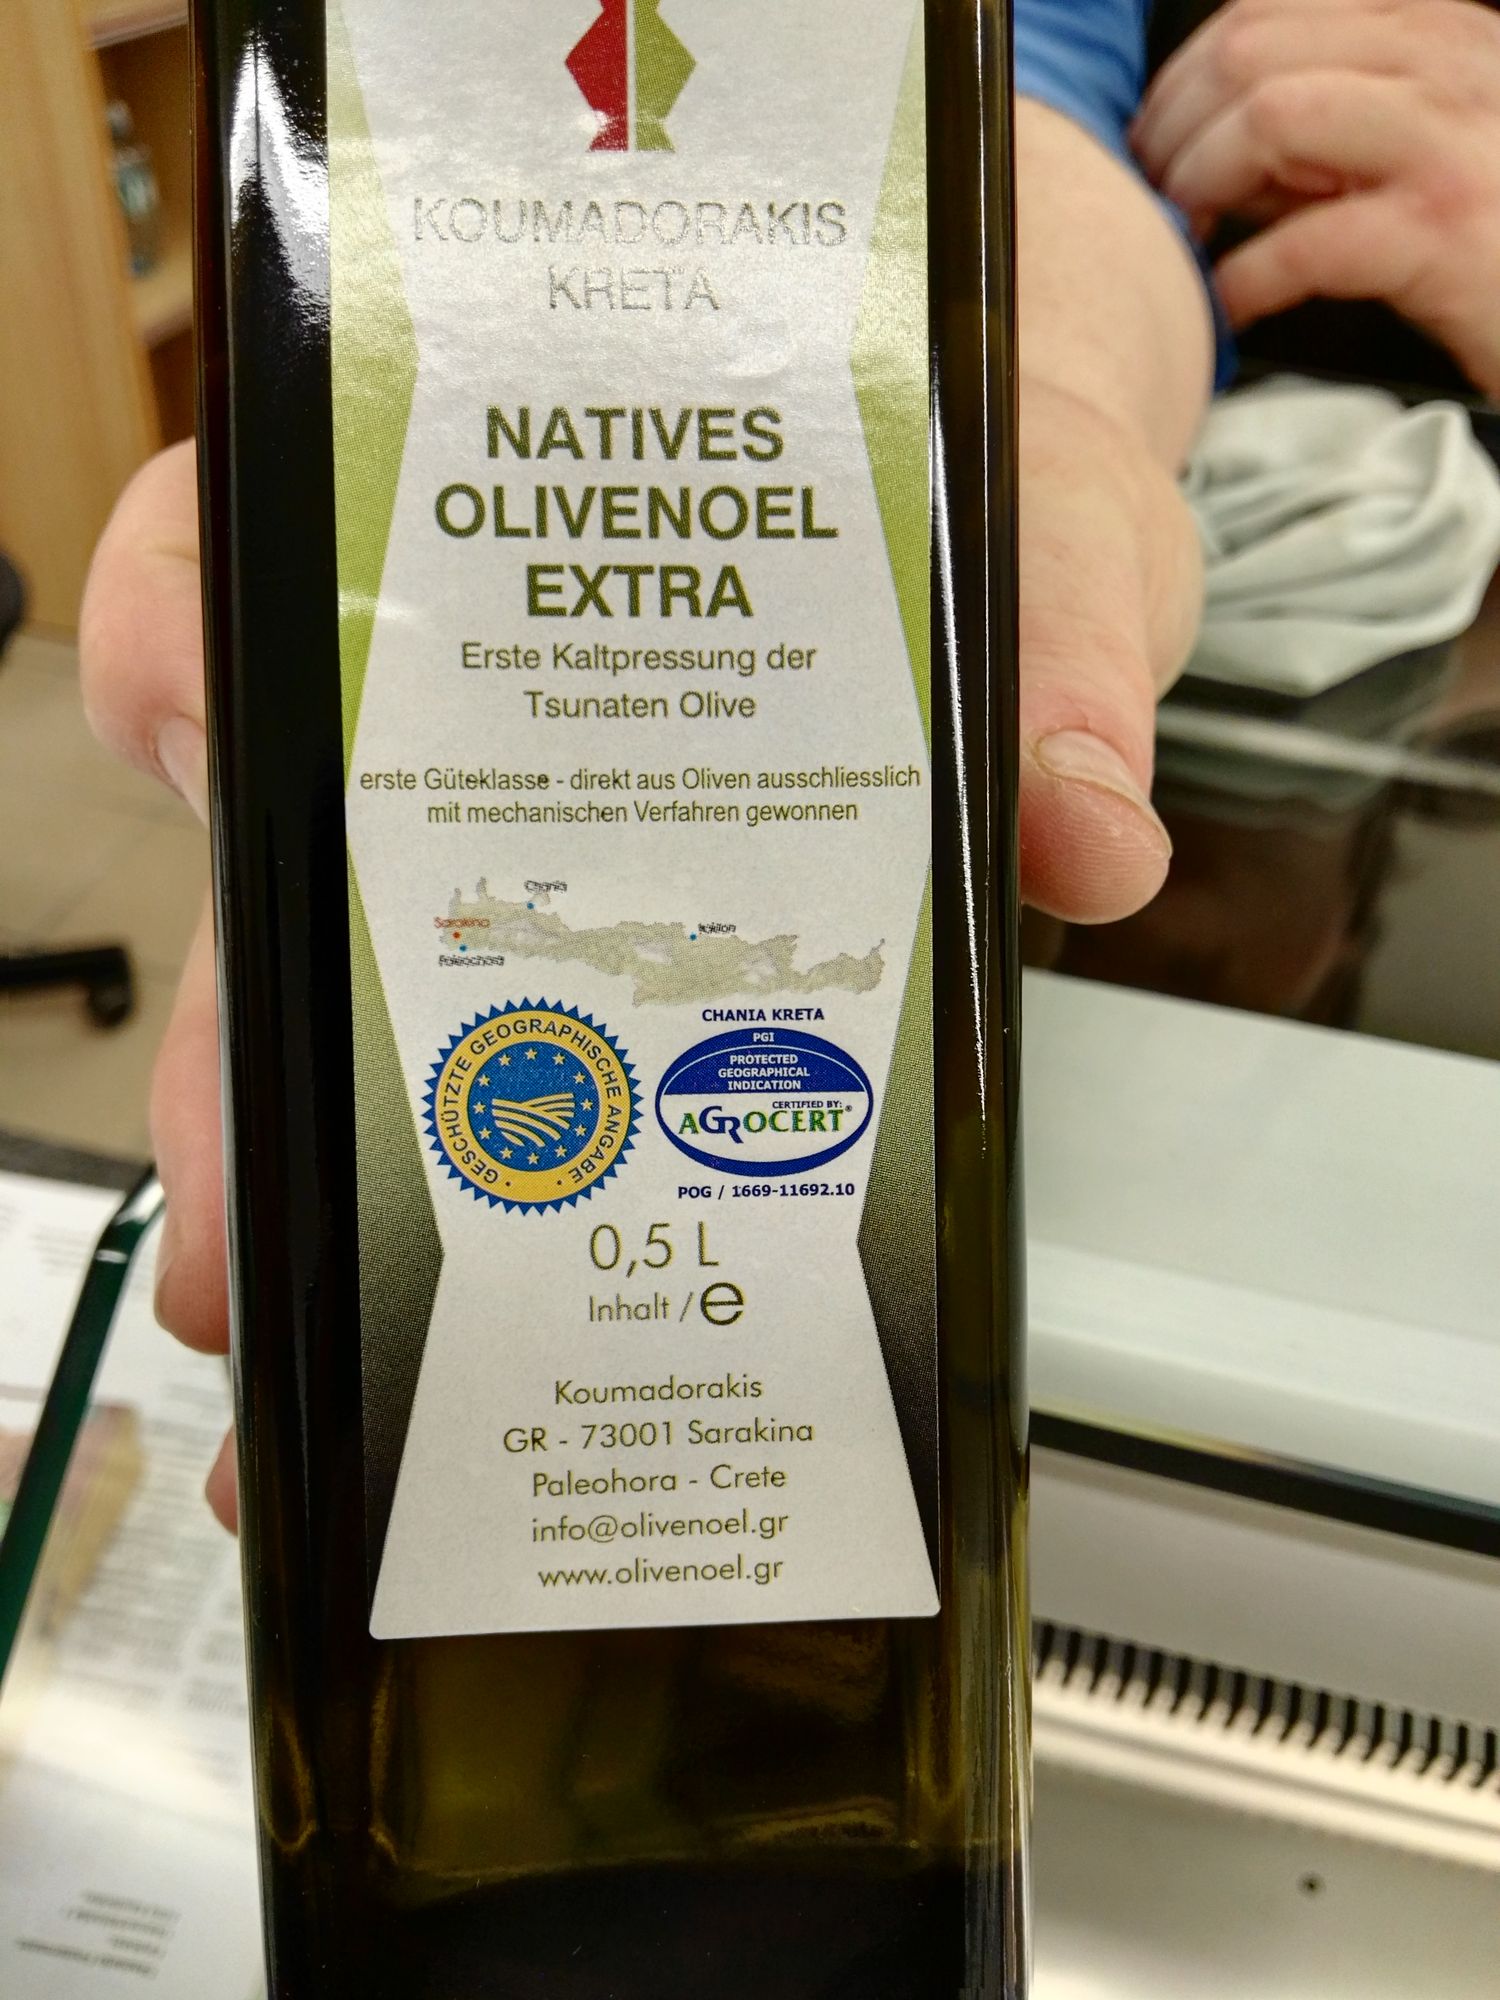 KOUMADORAKIS
KRETA
NATIVES
OLIVENOEL
EXTRA
Erste Kaltpressung der
Tsunaten Olive
erste Güteklasse - direkt aus Oliven ausschliesslich
mit mechanischen Verfahren gewonnen
Chania
Sarakina
Iraklion
Paleochora
GESCHÜTZTE GEOGRAPHISCHE ANGABE
CHANIA KRETA
PGI
PROTECTED
GEOGRAPHICAL
INDICATION
CERTIFIED BY:
AGROCERT®
POG / 1669-11692.10
0,5 L
Inhalt / e
Koumadorakis
GR - 73001 Sarakina
Paleohora - Crete
info@olivenoel.gr
www.olivenoel.gr